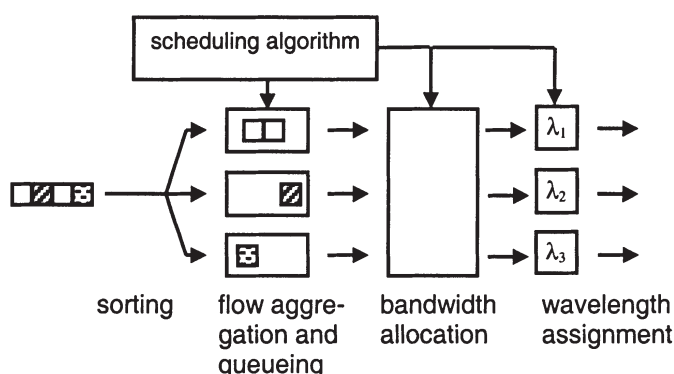 scheduling algorithm
λ1
λ2
λ3
sorting
flow aggre-
gation and
queueing
bandwidth
allocation
wavelength
assignment